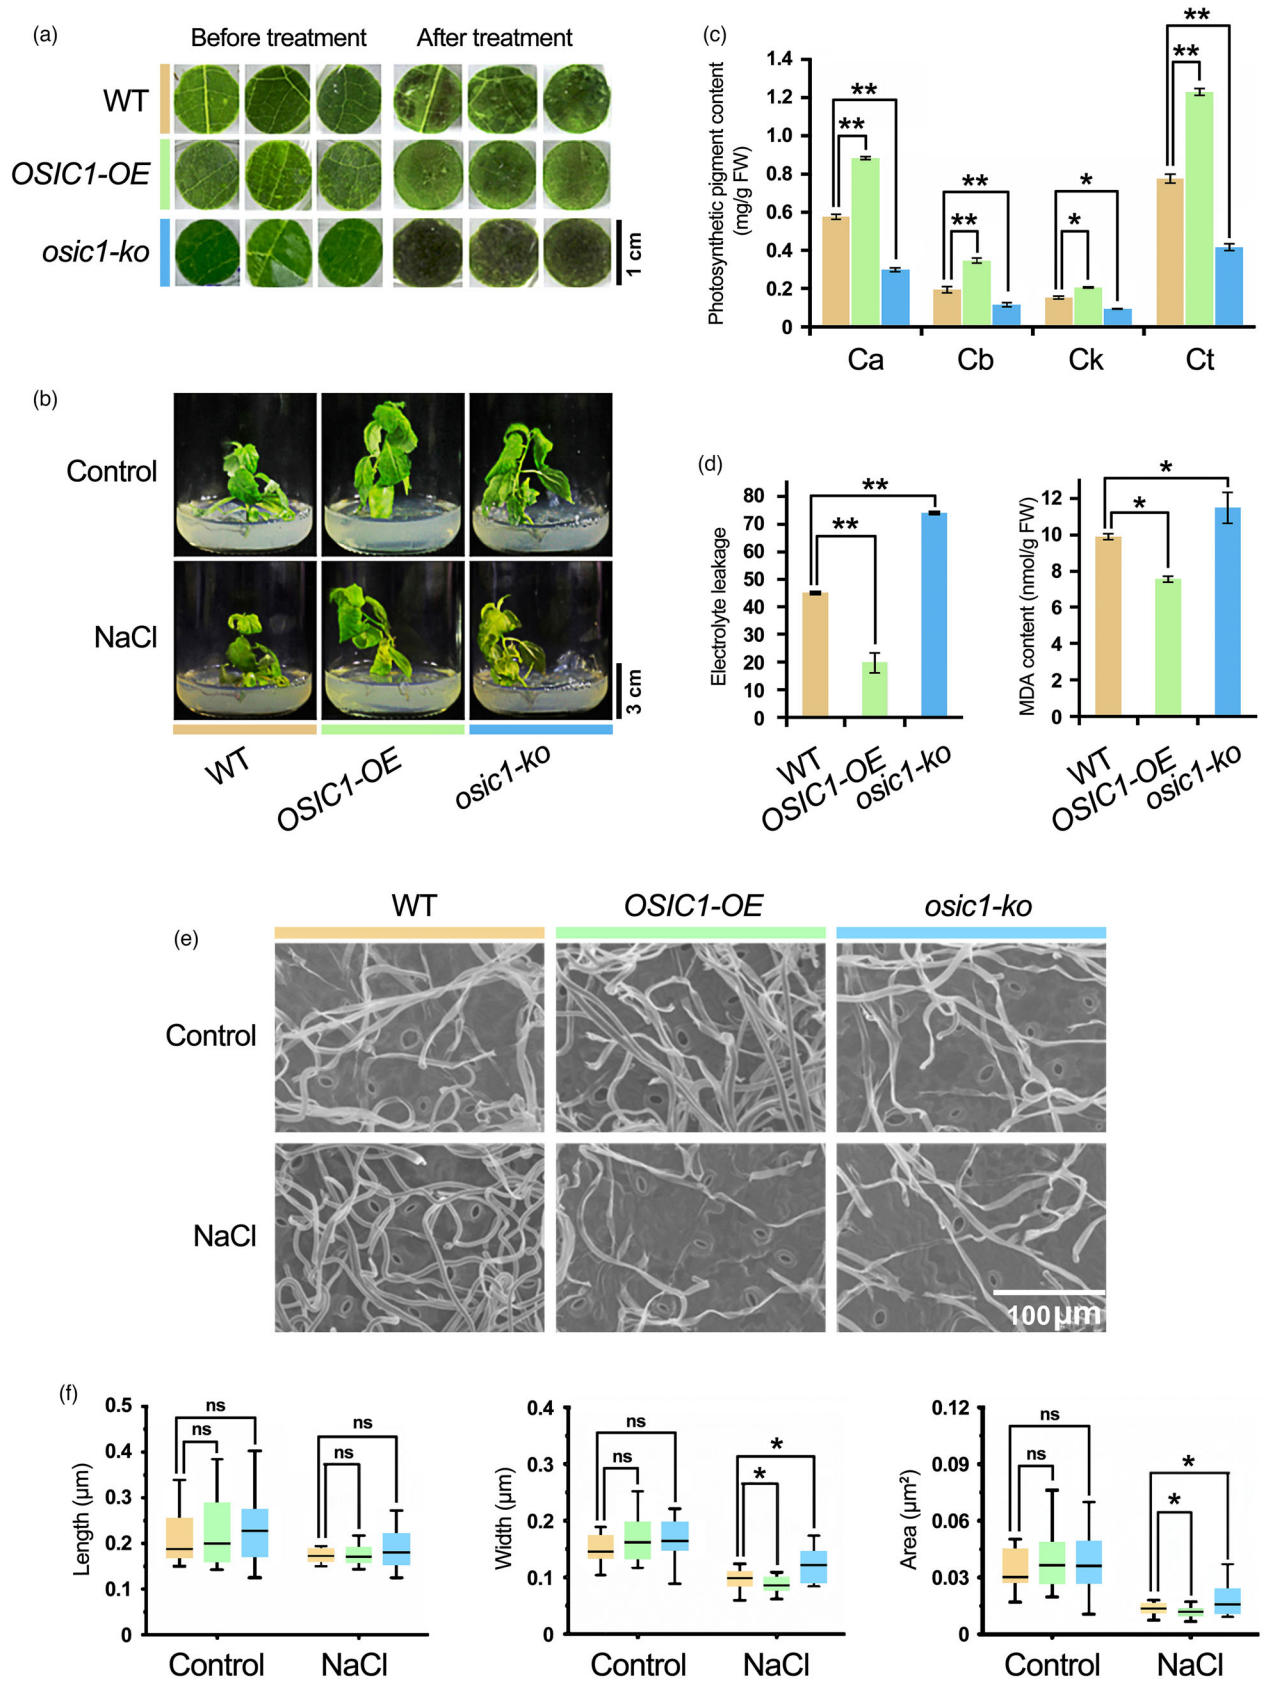 (a)
Before treatment After treatment
WT
OSIC1-OE
osic1-ko
1 cm
(b)
Control
NaCl
3 cm
WT OSIC1-OE osic1-ko
(c)
Photosynthetic pigment content
(mg/g FW)
1.4
1.2
1.0
0.8
0.6
0.4
0.2
0
** **
** **
* *
** **
Ca Cb Ck Ct
(d)
Electrolyte leakage
80
70
60
50
40
30
20
10
0
**
**
WT OSIC1-OE osic1-ko
MDA content (nmol/g FW)
12
10
8
6
4
2
0
*
*
WT OSIC1-OE osic1-ko
(e)
WT OSIC1-OE osic1-ko
Control
NaCl
100 µm
(f)
Length (µm)
0.5
0.4
0.3
0.2
0.1
0
ns
ns
ns
ns
Control NaCl
Width (µm)
0.4
0.3
0.2
0.1
0
ns
ns
*
*
Control NaCl
Area (µm²)
0.12
0.09
0.06
0.03
0
ns
ns
*
*
Control NaCl